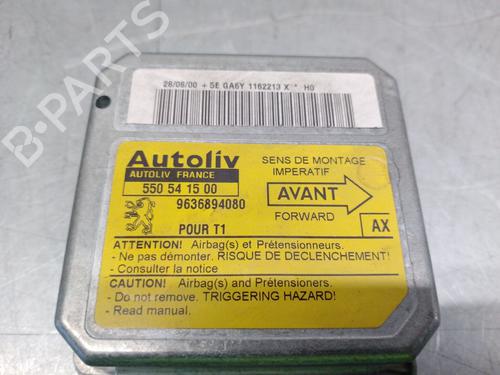 28/06/00 + 5E GA6Y 1162213 X * H0
Autoliv
AUTOLIV FRANCE
550 54 15 00
9636894080
POUR T1
SENS DE MONTAGE
IMPERATIF
AVANT
FORWARD
AX
ATTENTION! Airbag(s) et Prétensionneurs.
- Ne pas démonter. RISQUE DE DECLENCHEMENT!
- Consulter la notice
CAUTION! Airbag(s) and Prétensioners.
- Do not remove. TRIGGERING HAZARD!
- Read manual.
B-PARTS